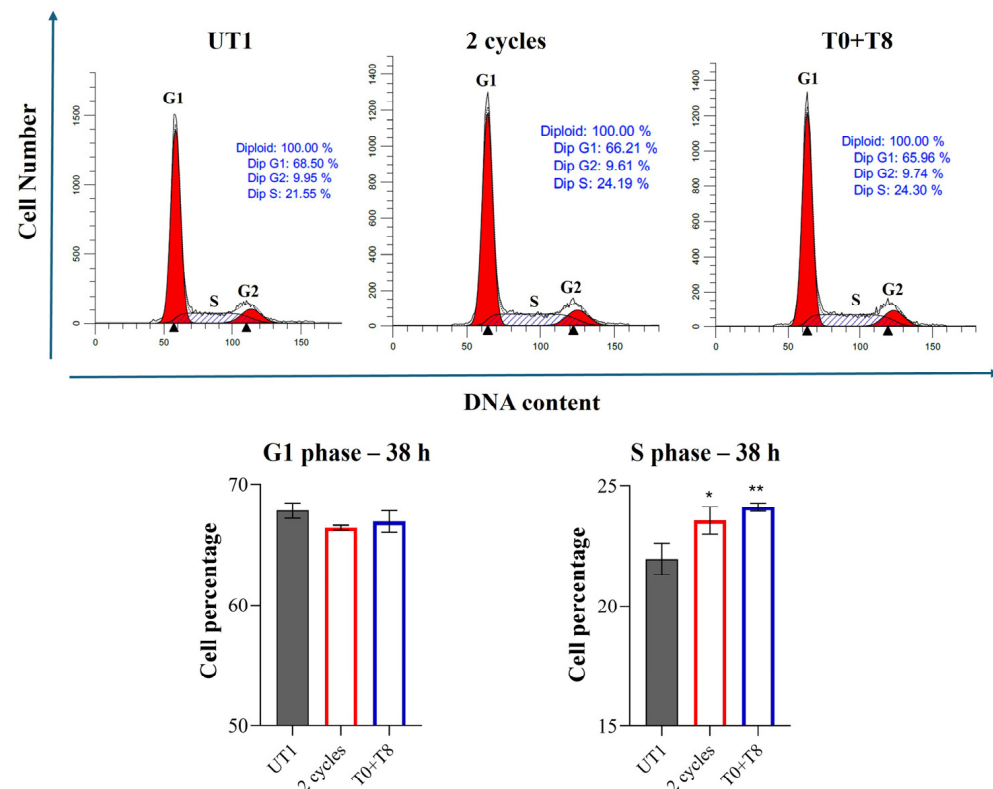 UT1
2 cycles
T0+T8
Cell Number
1500
1000
500
0
G1
S
G2
Diploid: 100.00 %
Dip G1: 68.50 %
Dip G2: 9.95 %
Dip S: 21.55 %
0 50 100 150
1400
1200
1000
800
600
400
200
0
G1
S
G2
Diploid: 100.00 %
Dip G1: 66.21 %
Dip G2: 9.61 %
Dip S: 24.19 %
0 50 100 150
1400
1200
1000
800
600
400
200
0
G1
S
G2
Diploid: 100.00 %
Dip G1: 65.96 %
Dip G2: 9.74 %
Dip S: 24.30 %
0 50 100 150
DNA content
G1 phase – 38 h
Cell percentage
70
60
50
UT1
2 cycles
T0+T8
S phase – 38 h
Cell percentage
25
20
15
*
**
UT1
2 cycles
T0+T8